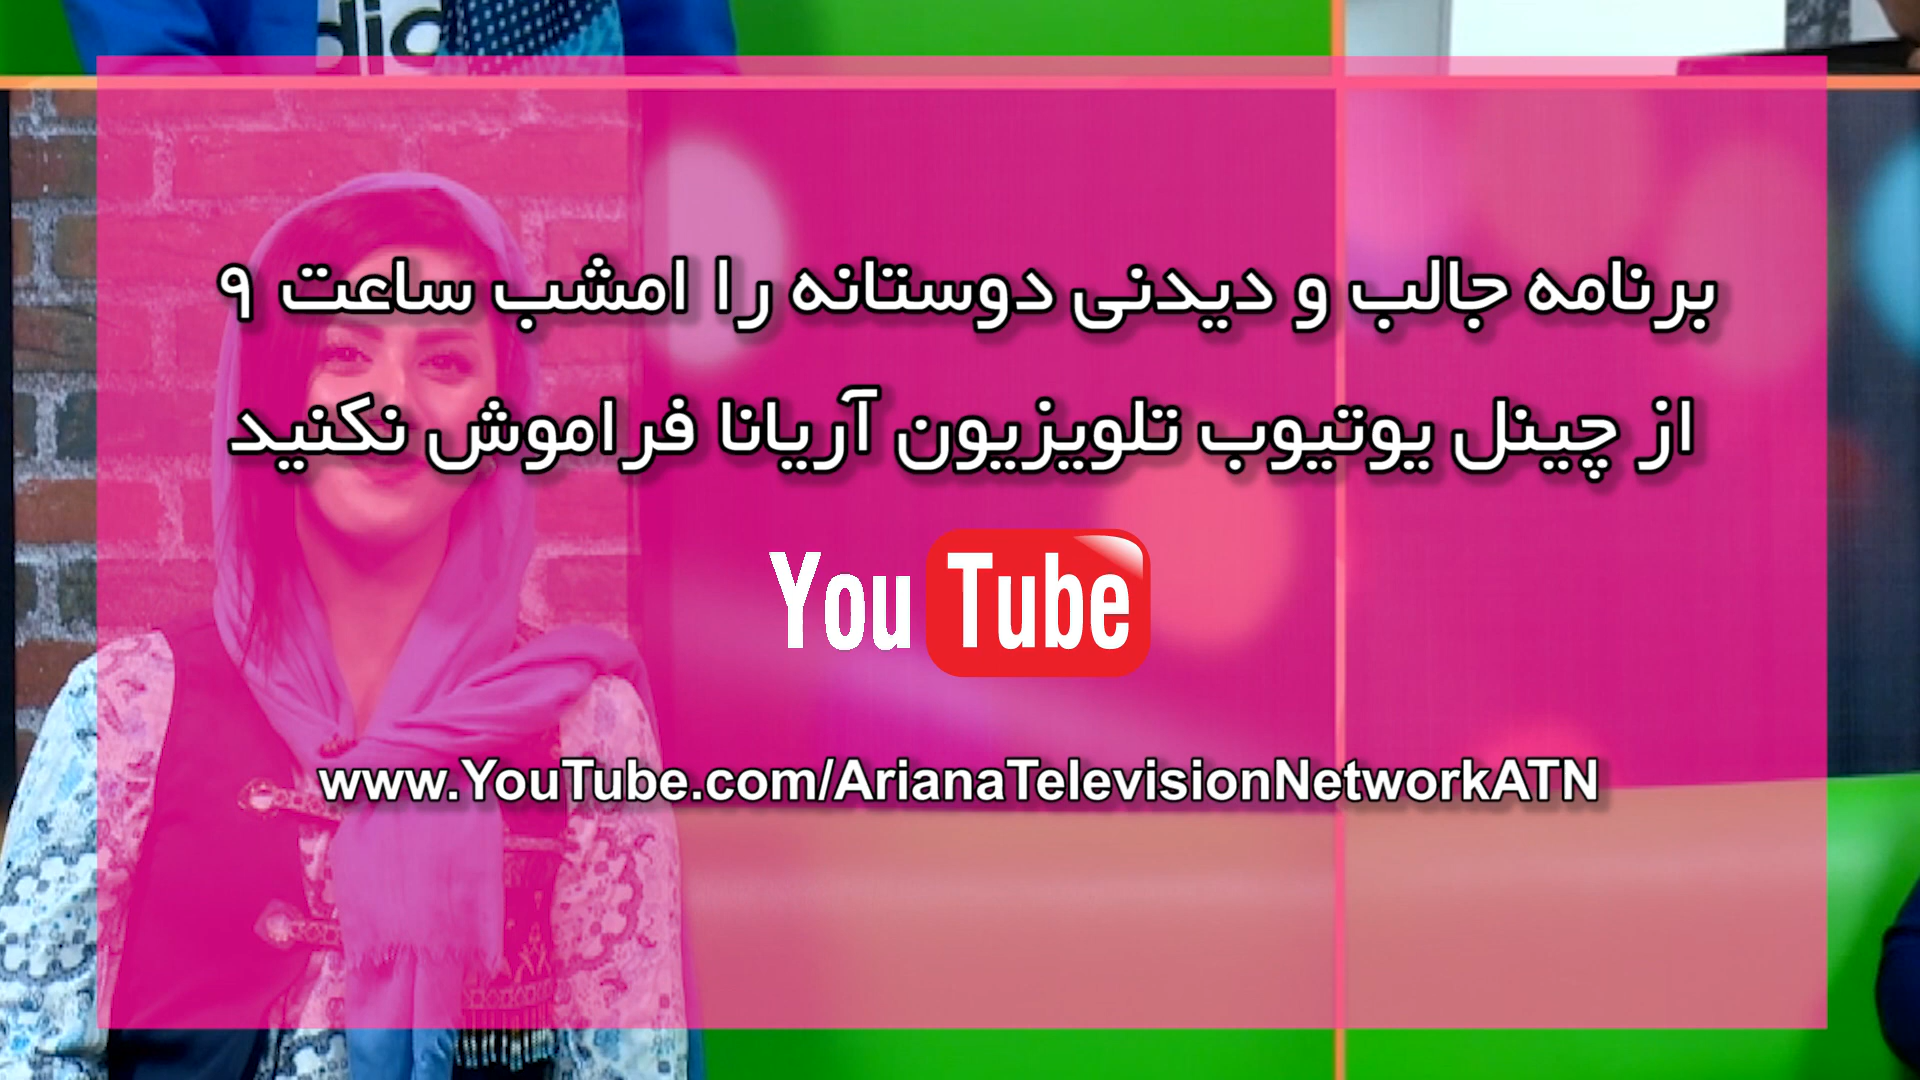 برنامه جالب و دیدنی دوستانه را امشب ساعت ۹
از چینل یوتیوب تلویزیون آریانا فراموش نکنید
YouTube
www.YouTube.com/ArianaTelevisionNetworkATN